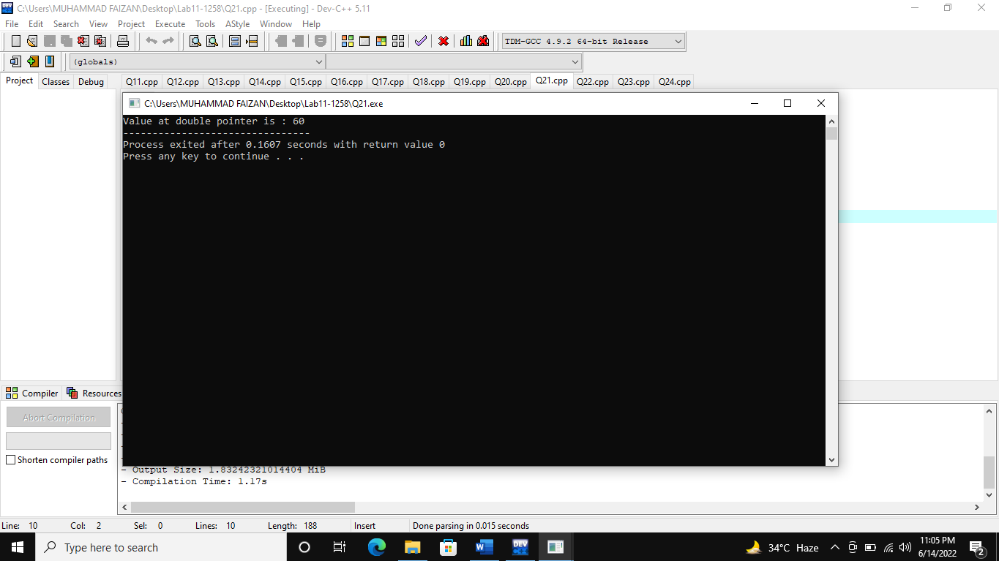 C:\Users\MUHAMMAD FAIZAN\Desktop\Lab11-1258\Q21.cpp - [Executing] - Dev-C++ 5.11
File Edit Search View Project Execute Tools AStyle Window Help
TDM-GCC 4.9.2 64-bit Release
(globals)
Project Classes Debug Q11.cpp Q12.cpp Q13.cpp Q14.cpp Q15.cpp Q16.cpp Q17.cpp Q18.cpp Q19.cpp Q20.cpp Q21.cpp Q22.cpp Q23.cpp Q24.cpp
C:\Users\MUHAMMAD FAIZAN\Desktop\Lab11-1258\Q21.exe
Value at double pointer is : 60
--------------------------------
Process exited after 0.1607 seconds with return value 0
Press any key to continue . . .
Compiler Resources
Abort Compilation
Shorten compiler paths
- Output Size: 1.83242321014404 MiB
- Compilation Time: 1.17s
Line: 10 Col: 2 Sel: 0 Lines: 10 Length: 188 Insert Done parsing in 0.015 seconds
Type here to search
DEV C++
34°C Haze
11:05 PM
6/14/2022
2